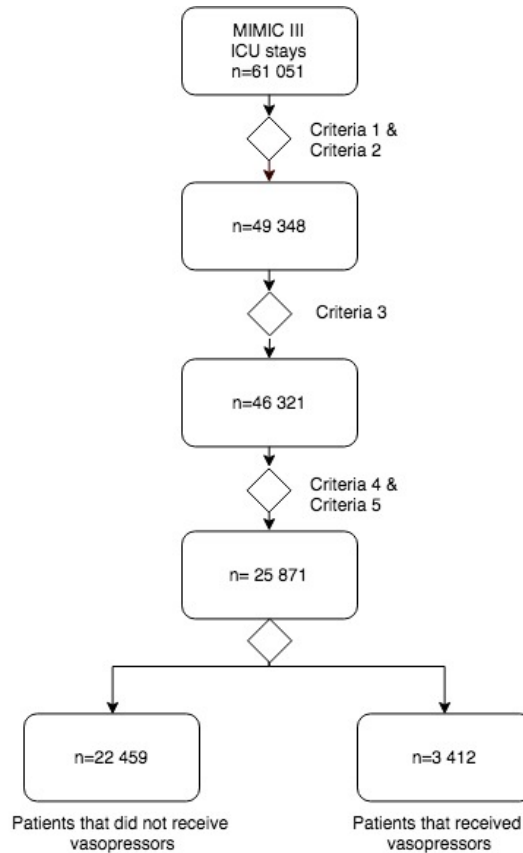 MIMIC III
ICU stays
n=61 051
Criteria 1 &
Criteria 2
n=49 348
Criteria 3
n=46 321
Criteria 4 &
Criteria 5
n= 25 871
n=22 459
n=3 412
Patients that did not receive
vasopressors
Patients that received
vasopressors